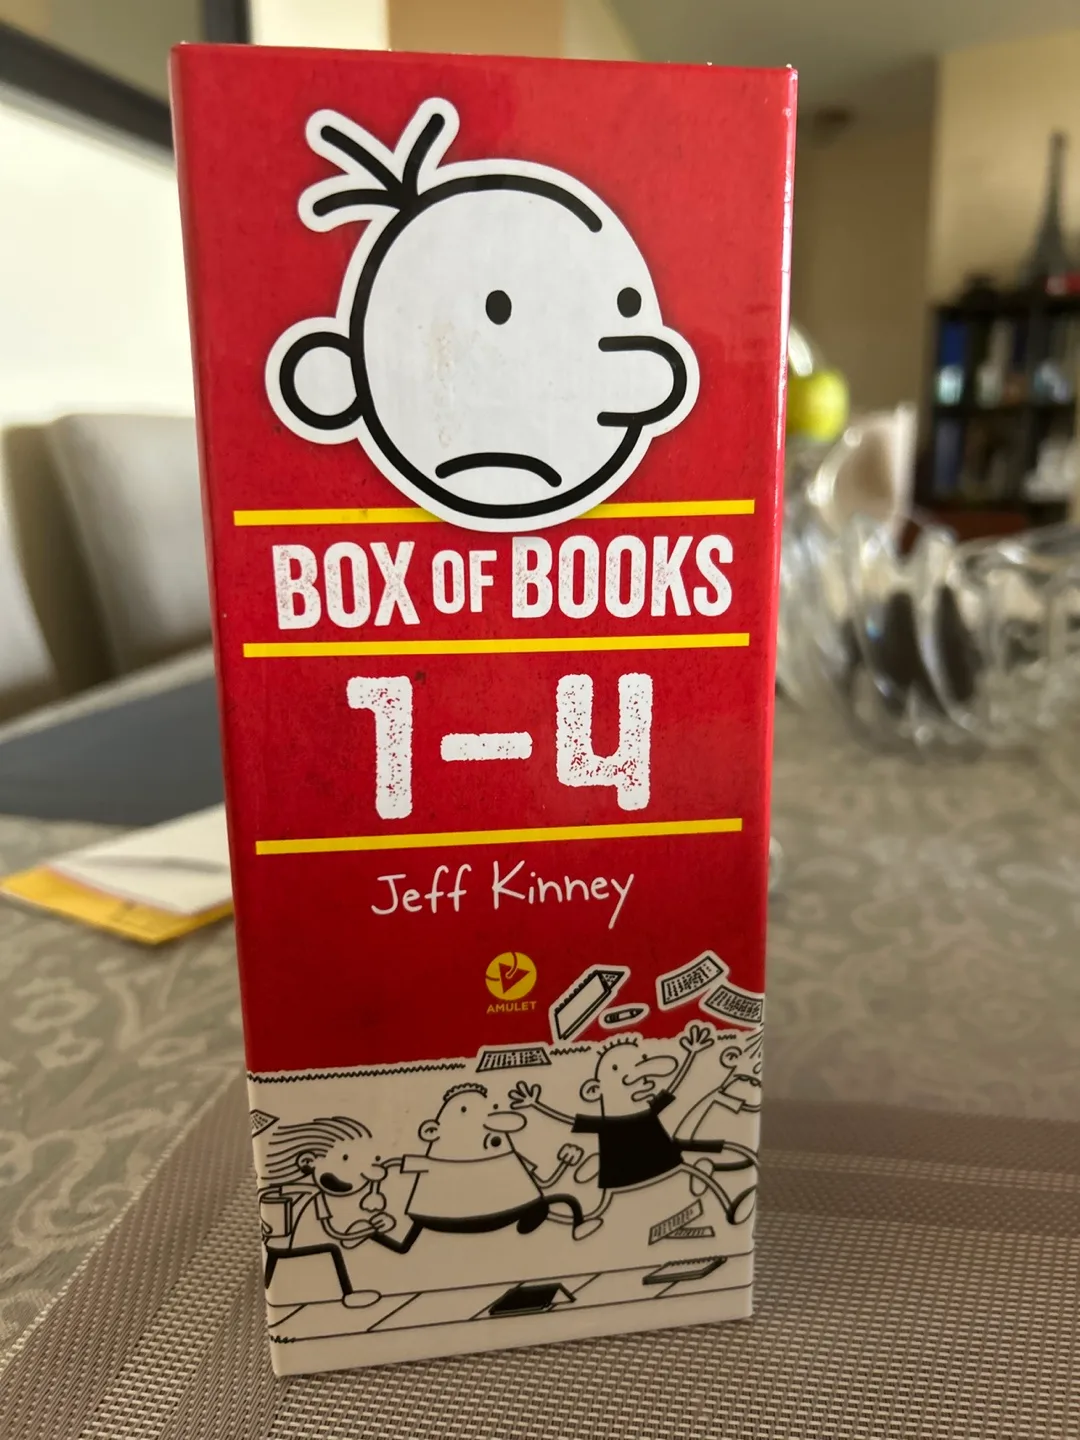 BOX OF BOOKS
1-4
Jeff Kinney
AMULET